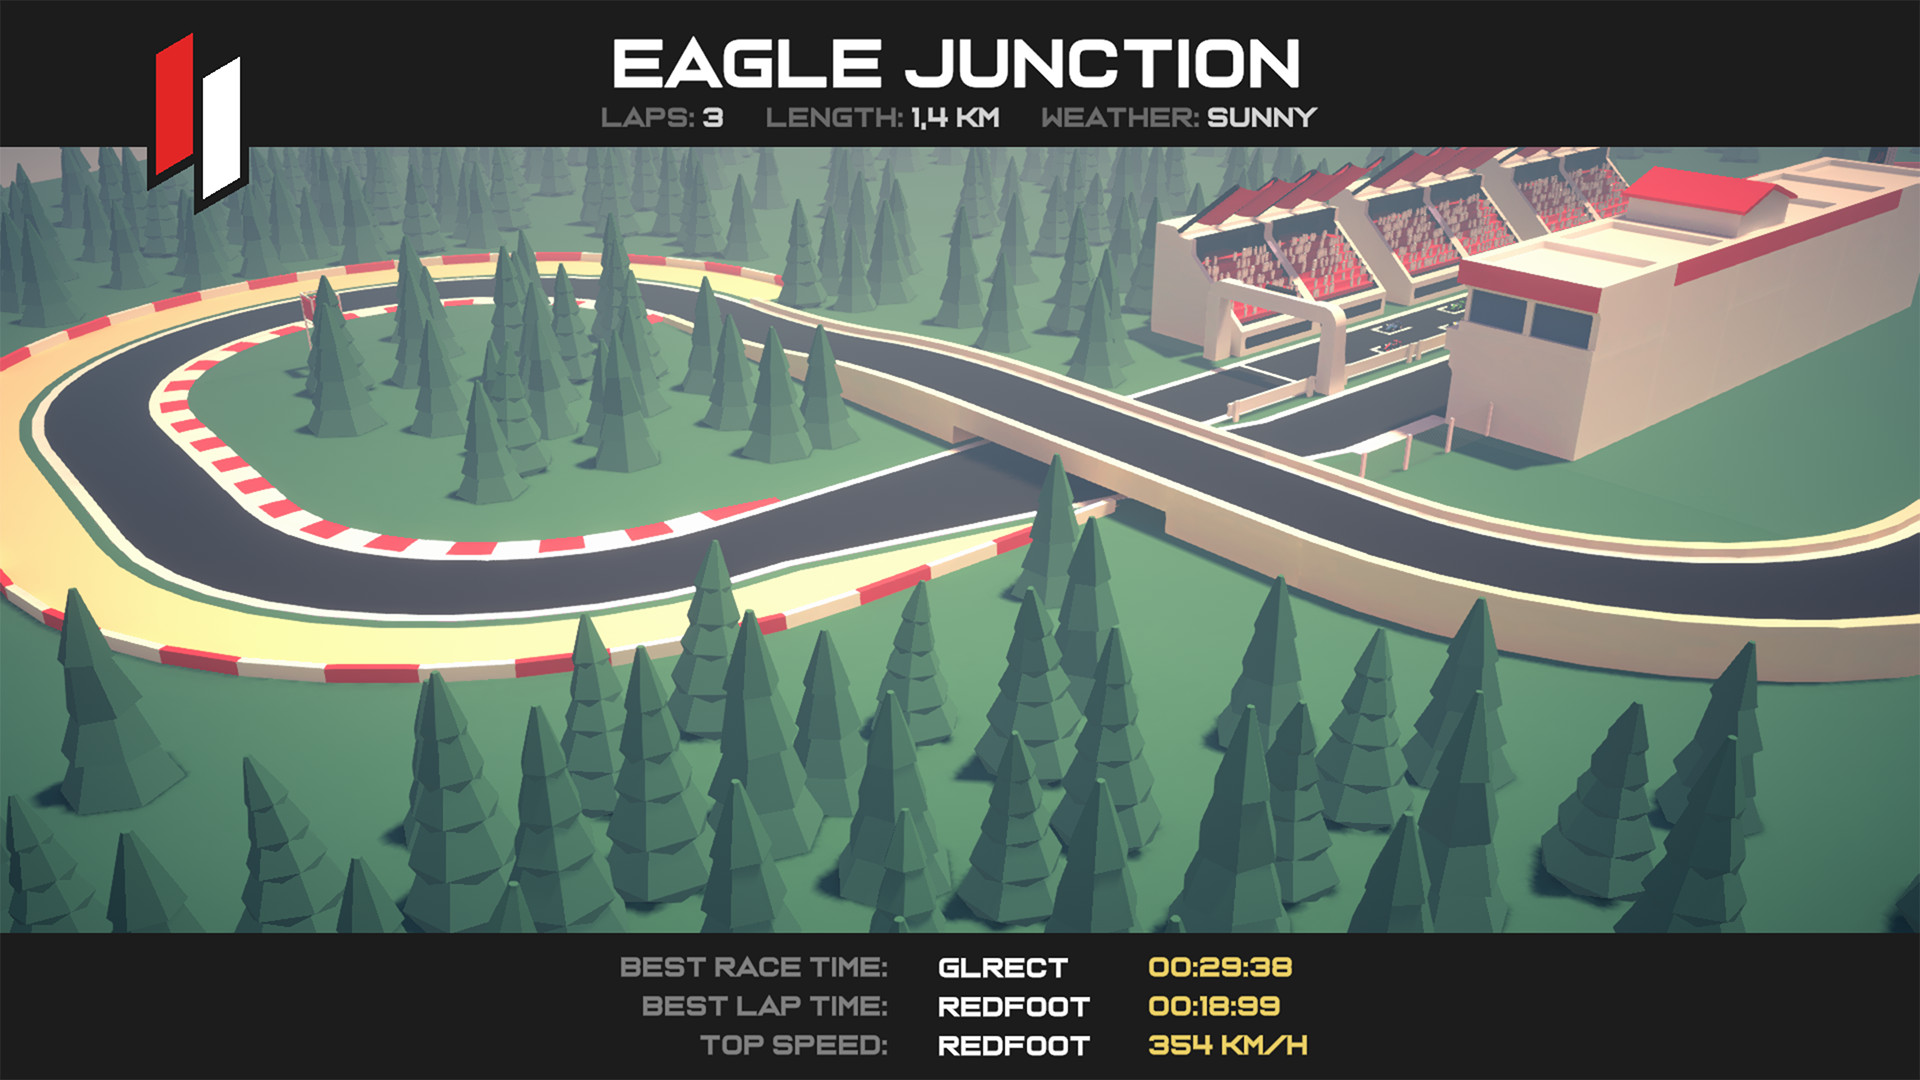 EAGLE JUNCTION
LAPS: 3 LENGTH: 1,4 KM WEATHER: SUNNY
BEST RACE TIME: GLRECT 00:29:38
BEST LAP TIME: REDFOOT 00:18:99
TOP SPEED: REDFOOT 354 KM/H